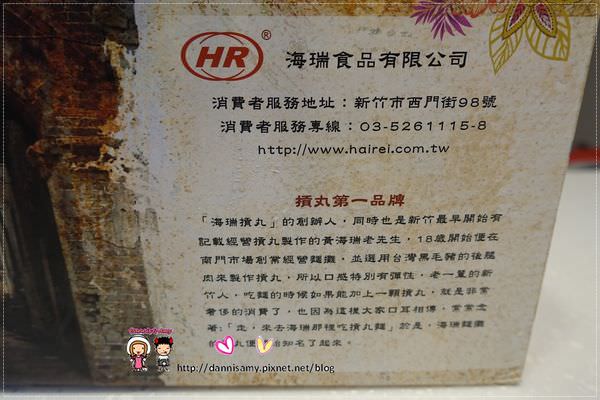 HR®
海瑞食品有限公司
消費者服務地址：新竹市西門街98號
消費者服務專線：03-5261115-8
http://www.hairei.com.tw
摃丸第一品牌
「海瑞摃丸」的創辦人，同時也是新竹最早開始有
記載經營摃丸製作的黃海瑞老先生，18歲開始便在
南門市場創業經營麵攤，並選用台灣黑毛豬的後腿
肉來製作摃丸，所以口感特別有彈性，老一輩的新
竹人，吃麵的時候如果能加上一顆摃丸，就是非常
奢侈的消費了，也因為這樣大家口耳相傳，常常念
著:「走，來去海瑞那裡吃摃丸麵」於是，海瑞麵攤
的 丸便 始知名了起來。
Dannis&Amy
http://dannisamy.pixnet.net/blog